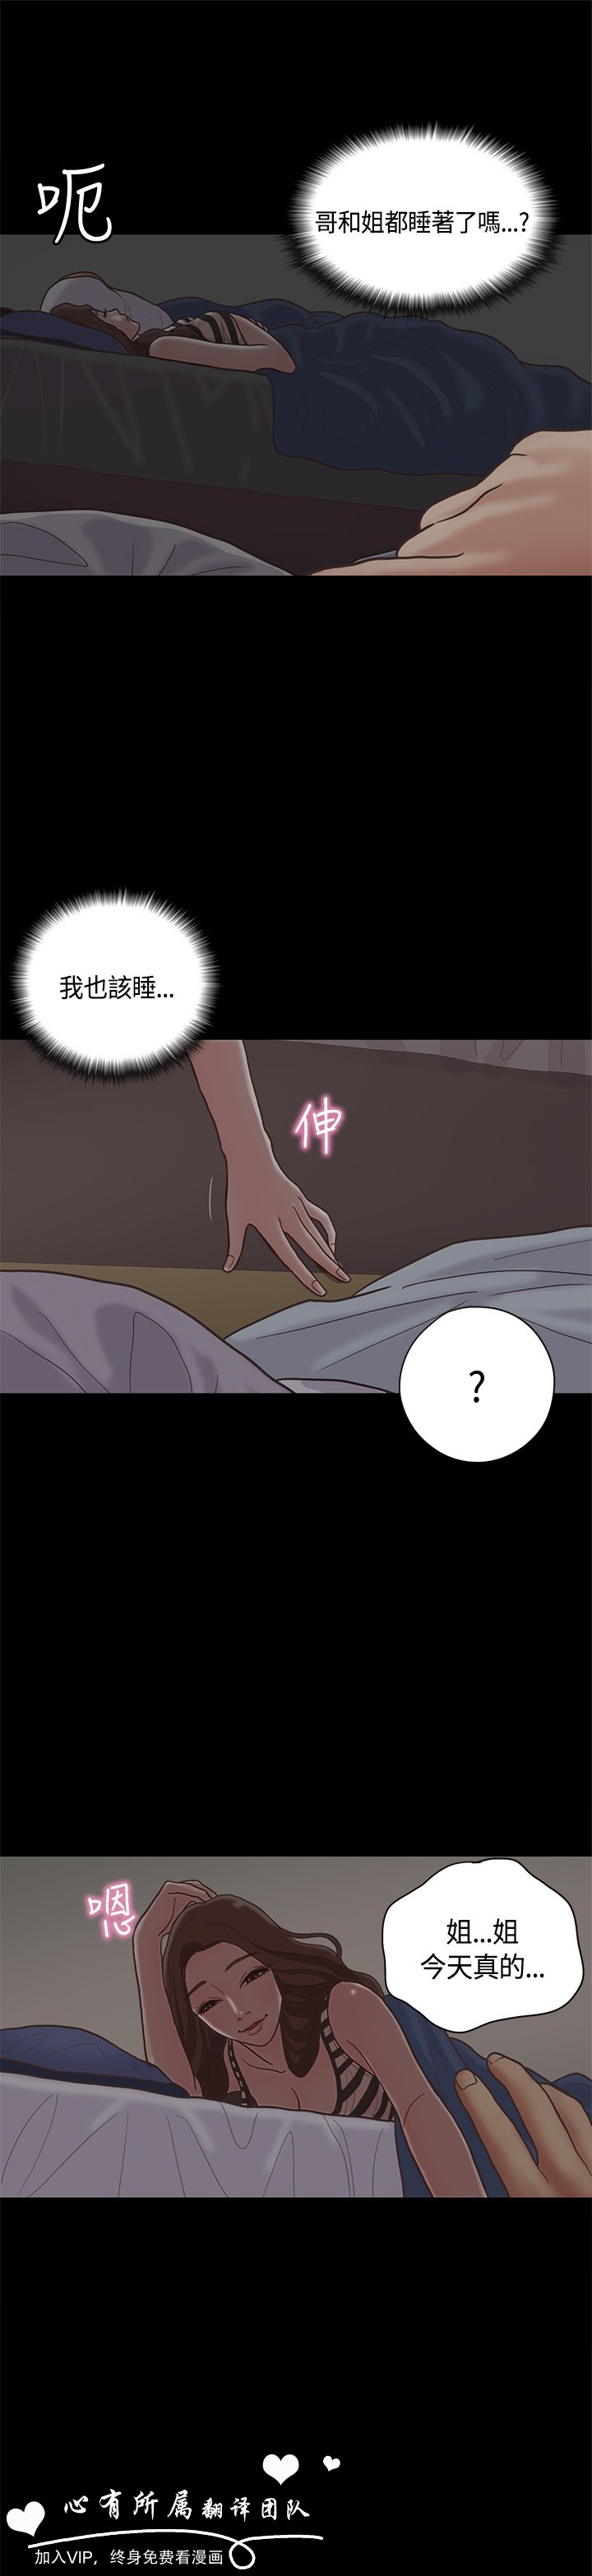 呃
哥和姐都睡著了嗎...?
我也該睡...
伸
?
嗯
姐...姐
今天真的...
心有所属翻译团队
加入VIP，终身免费看漫画